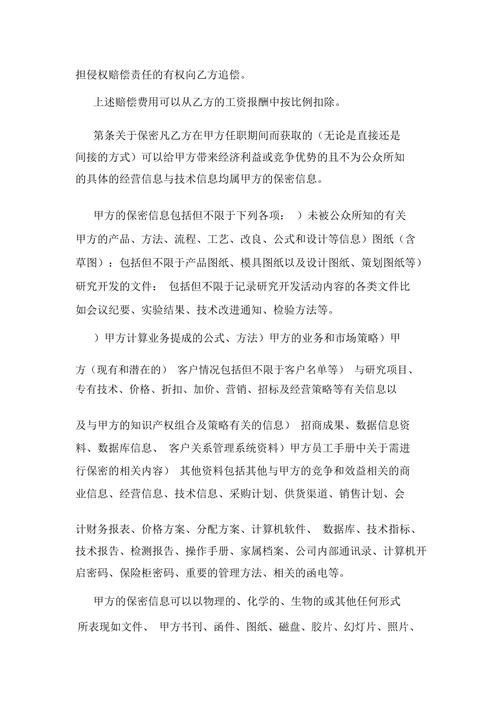 担侵权赔偿责任的有权向乙方追偿。
上述赔偿费用可以从乙方的工资报酬中按比例扣除。
第条关于保密凡乙方在甲方任职期间而获取的（无论是直接还是
间接的方式）可以给甲方带来经济利益或竞争优势的且不为公众所知
的具体的经营信息与技术信息均属甲方的保密信息。
甲方的保密信息包括但不限于下列各项： ）未被公众所知的有关
甲方的产品、方法、流程、工艺、改良、公式和设计等信息）图纸（含
草图）：包括但不限于产品图纸、模具图纸以及设计图纸、策划图纸等）
研究开发的文件： 包括但不限于记录研究开发活动内容的各类文件比
如会议纪要、实验结果、技术改进通知、检验方法等。
）甲方计算业务提成的公式、方法）甲方的业务和市场策略）甲
方（现有和潜在的） 客户情况包括但不限于客户名单等） 与研究项目、
专有技术、价格、折扣、加价、营销、招标及经营策略等有关信息以
及与甲方的知识产权组合及策略有关的信息） 招商成果、数据信息资
料、数据库信息、 客户关系管理系统资料）甲方员工手册中关于需进
行保密的相关内容） 其他资料包括其他与甲方的竞争和效益相关的商
业信息、经营信息、技术信息、采购计划、供货渠道、销售计划、会
计财务报表、价格方案、分配方案、计算机软件、 数据库、技术指标、
技术报告、检测报告、操作手册、家属档案、公司内部通讯录、计算机开
启密码、保险柜密码、重要的管理方法、相关的函电等。
甲方的保密信息可以以物理的、化学的、生物的或其他任何形式
所表现如文件、 甲方书刊、函件、图纸、磁盘、胶片、幻灯片、照片、